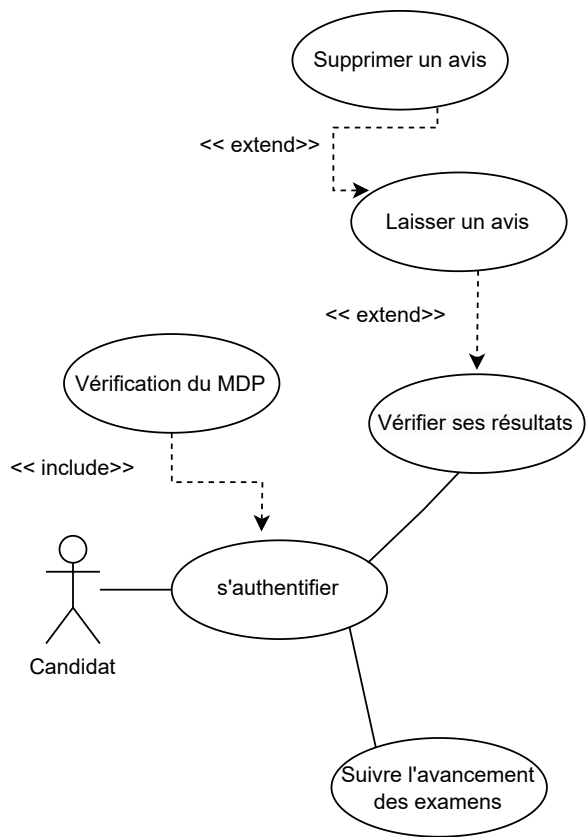 Supprimer un avis
<< extend>>
Laisser un avis
<< extend>>
Vérification du MDP
Vérifier ses résultats
<< include>>
s'authentifier
Candidat
Suivre l'avancement
des examens